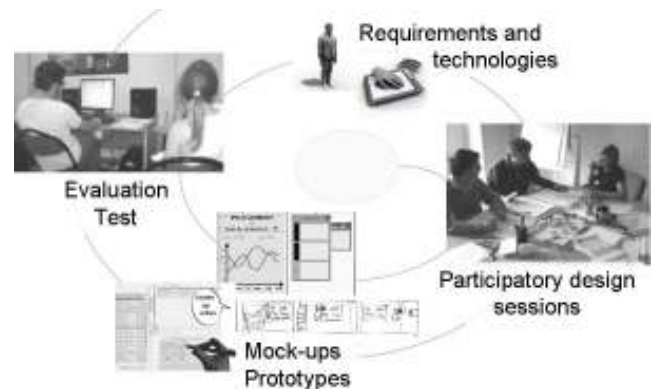 Requirements and
technologies
Evaluation
Test
Participatory design
sessions
Mock-ups
Prototypes